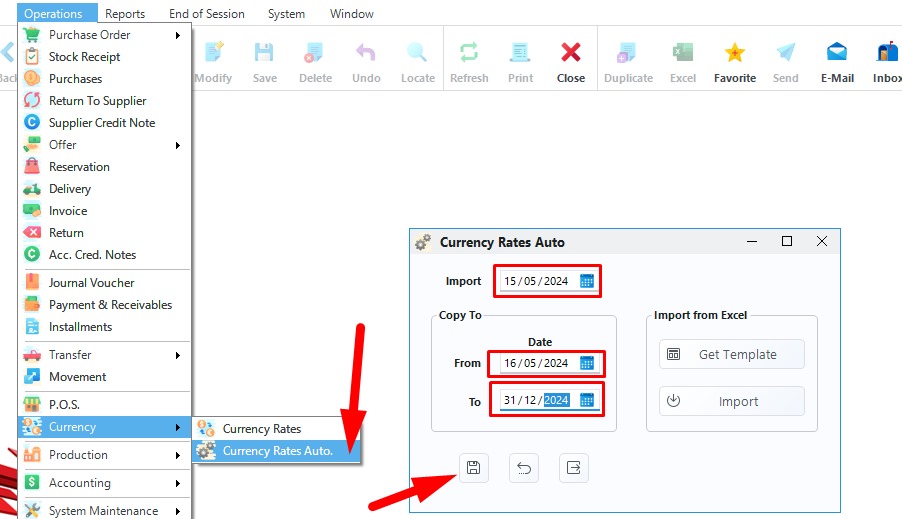 Operations Reports End of Session System Window
Back Modify Save Delete Undo Locate Refresh Print Close Duplicate Excel Favorite Send E-Mail Inbox
Purchase Order
Stock Receipt
Purchases
Return To Supplier
Supplier Credit Note
Offer
Reservation
Delivery
Invoice
Return
Acc. Cred. Notes
Journal Voucher
Payment & Receivables
Installments
Transfer
Movement
P.O.S.
Currency
Production
Accounting
System Maintenance
Currency Rates
Currency Rates Auto.
Currency Rates Auto
Import 15/05/2024
Copy To
Date
From 16/05/2024
To 31/12/2024
Import from Excel
Get Template
Import